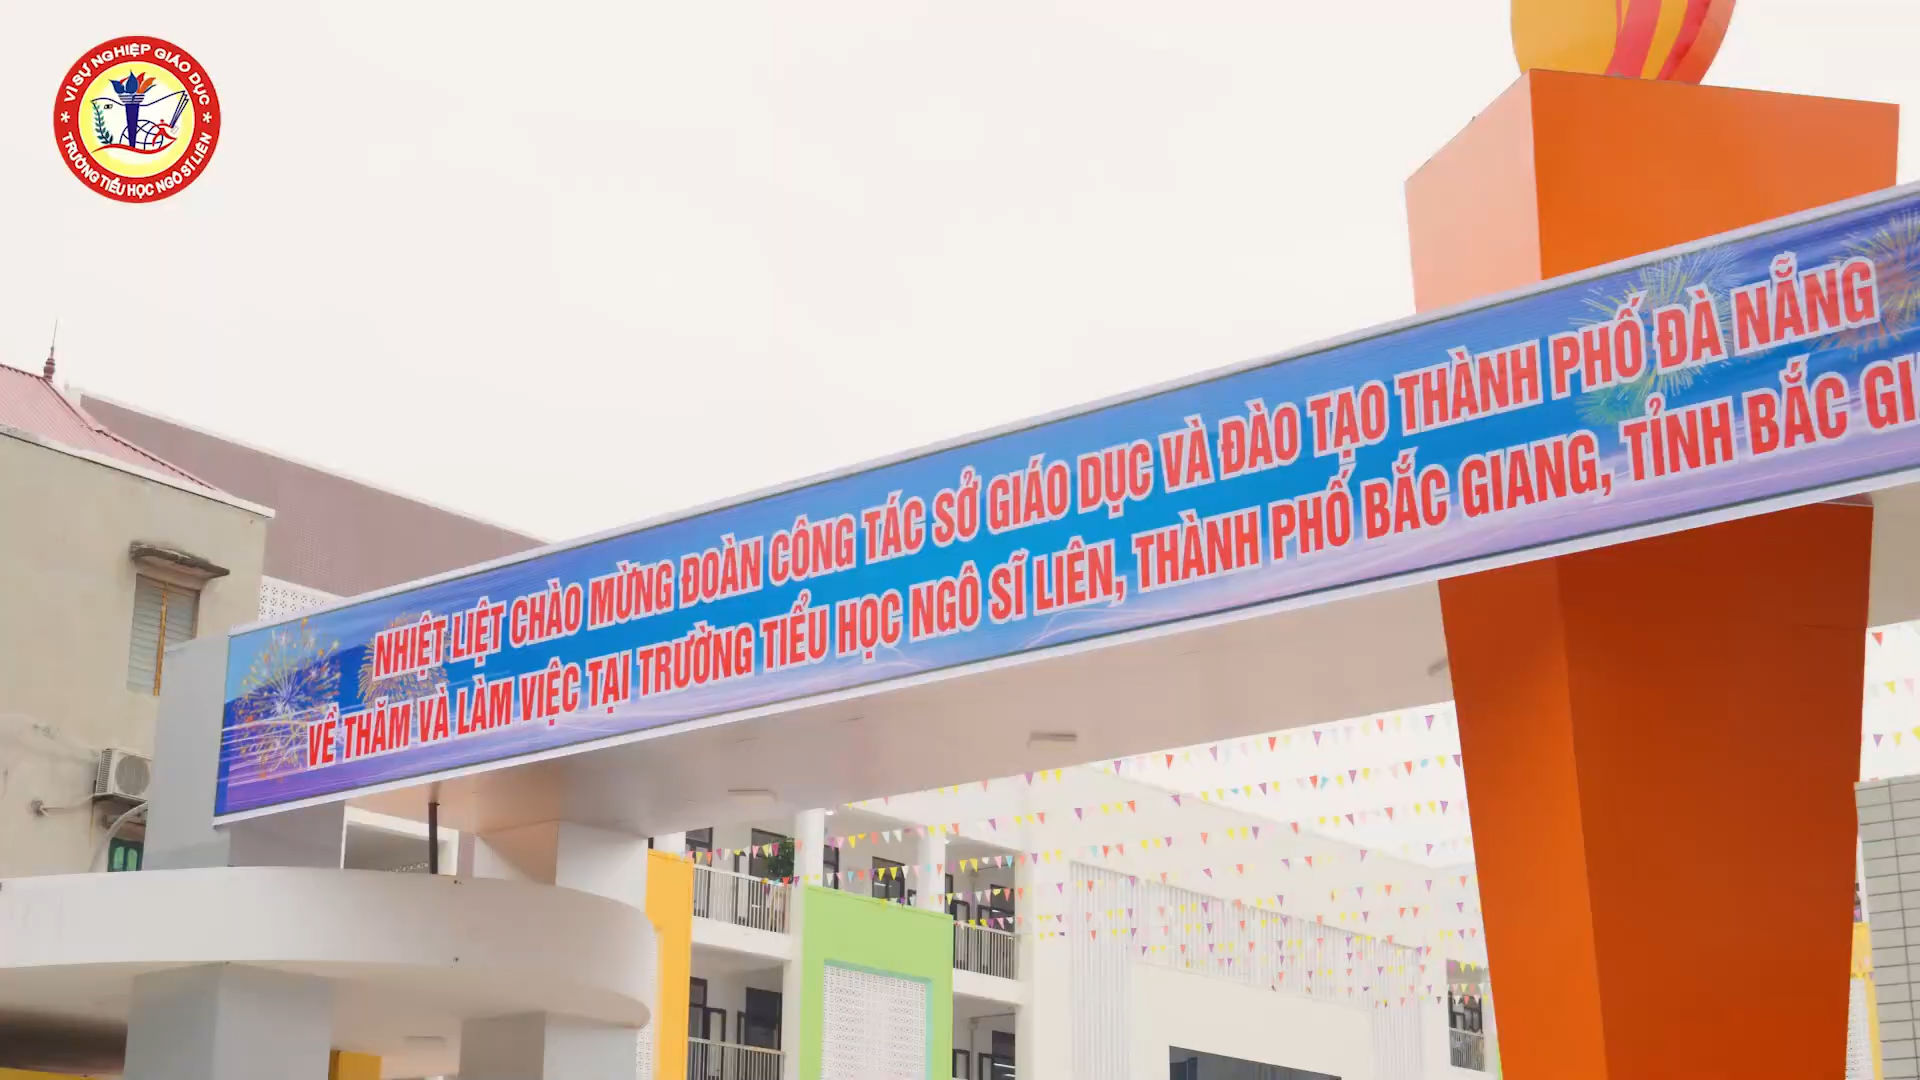 VÌ SỰ NGHIỆP GIÁO DỤC
TRƯỜNG TIỂU HỌC NGÔ SĨ LIÊN
NHIỆT LIỆT CHÀO MỪNG ĐOÀN CÔNG TÁC SỞ GIÁO DỤC VÀ ĐÀO TẠO THÀNH PHỐ ĐÀ NẴNG
VỀ THĂM VÀ LÀM VIỆC TẠI TRƯỜNG TIỂU HỌC NGÔ SĨ LIÊN, THÀNH PHỐ BẮC GIANG, TỈNH BẮC GI